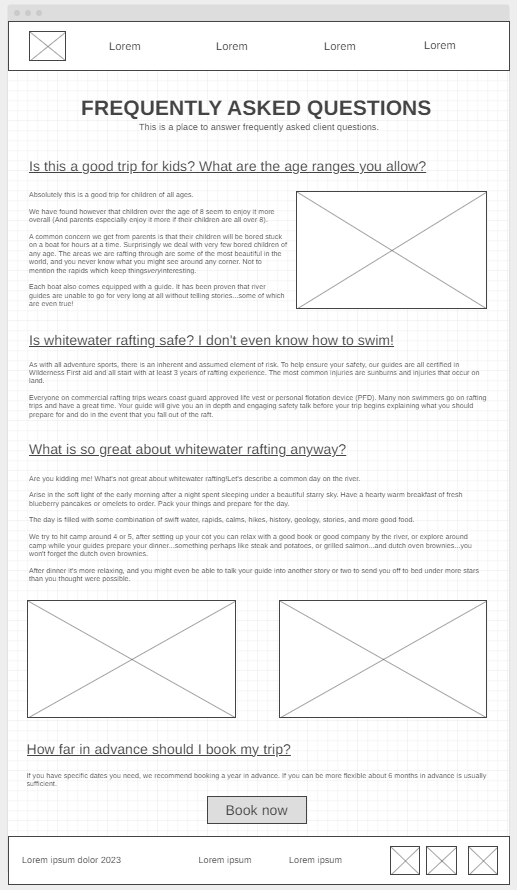 Lorem Lorem Lorem Lorem
FREQUENTLY ASKED QUESTIONS
This is a place to answer frequently asked client questions.
Is this a good trip for kids? What are the age ranges you allow?
Absolutely this is a good trip for children of all ages.
We have found however that children over the age of 8 seem to enjoy it more
overall (And parents especially enjoy it more if their children are all over 8).
A common concern we get from parents is that their children will be bored stuck
on a boat for hours at a time. Surprisingly we deal with very few bored children of
any age. The areas we are rafting through are some of the most beautiful in the
world, and you never know what you might see around any corner. Not to
mention the rapids which keep thingsveryinteresting.
Each boat also comes equipped with a guide. It has been proven that river
guides are unable to go for very long at all without telling stories...some of which
are even true!
Is whitewater rafting safe? I don't even know how to swim!
As with all adventure sports, there is an inherent and assumed element of risk. To help ensure your safety, our guides are all certified in
Wilderness First aid and all start with at least 3 years of rafting experience. The most common injuries are sunburns and injuries that occur on
land.
Everyone on commercial rafting trips wears coast guard approved life vest or personal flotation device (PFD). Many non swimmers go on rafting
trips and have a great time. Your guide will give you an in depth and engaging safety talk before your trip begins explaining what you should
prepare for and do in the event that you fall out of the raft.
What is so great about whitewater rafting anyway?
Are you kidding me! What's not great about whitewater rafting!Let's describe a common day on the river.
Arise in the soft light of the early morning after a night spent sleeping under a beautiful starry sky. Have a hearty warm breakfast of fresh
blueberry pancakes or omelets to order. Pack your things and prepare for the day.
The day is filled with some combination of swift water, rapids, calms, hikes, history, geology, stories, and more good food.
We try to hit camp around 4 or 5, after setting up your cot you can relax with a good book or good company by the river, or explore around
camp while your guides prepare your dinner...something perhaps like steak and potatoes, or grilled salmon...and dutch oven brownies...you
won't forget the dutch oven brownies.
After dinner it's more relaxing, and you might even be able to talk your guide into another story or two to send you off to bed under more stars
than you thought were possible.
How far in advance should I book my trip?
If you have specific dates you need, we recommend booking a year in advance. If you can be more flexible about 6 months in advance is usually
sufficient.
Book now
Lorem ipsum dolor 2023 Lorem ipsum Lorem ipsum